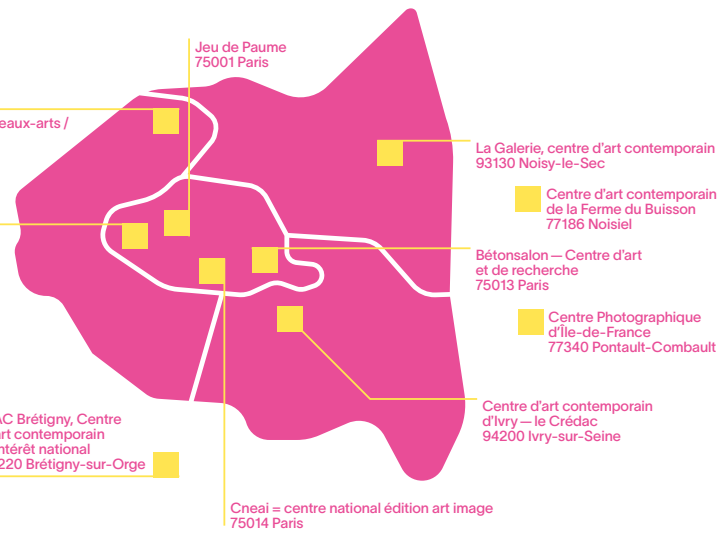 Jeu de Paume
75001 Paris
eaux-arts /
La Galerie, centre d'art contemporain
93130 Noisy-le-Sec
Centre d'art contemporain
de la Ferme du Buisson
77186 Noisiel
Bétonsalon — Centre d'art
et de recherche
75013 Paris
Centre Photographique
d'Île-de-France
77340 Pontault-Combault
Centre d'art contemporain
d'Ivry — le Crédac
94200 Ivry-sur-Seine
AC Brétigny, Centre
art contemporain
ntérêt national
220 Brétigny-sur-Orge
Cneai = centre national édition art image
75014 Paris